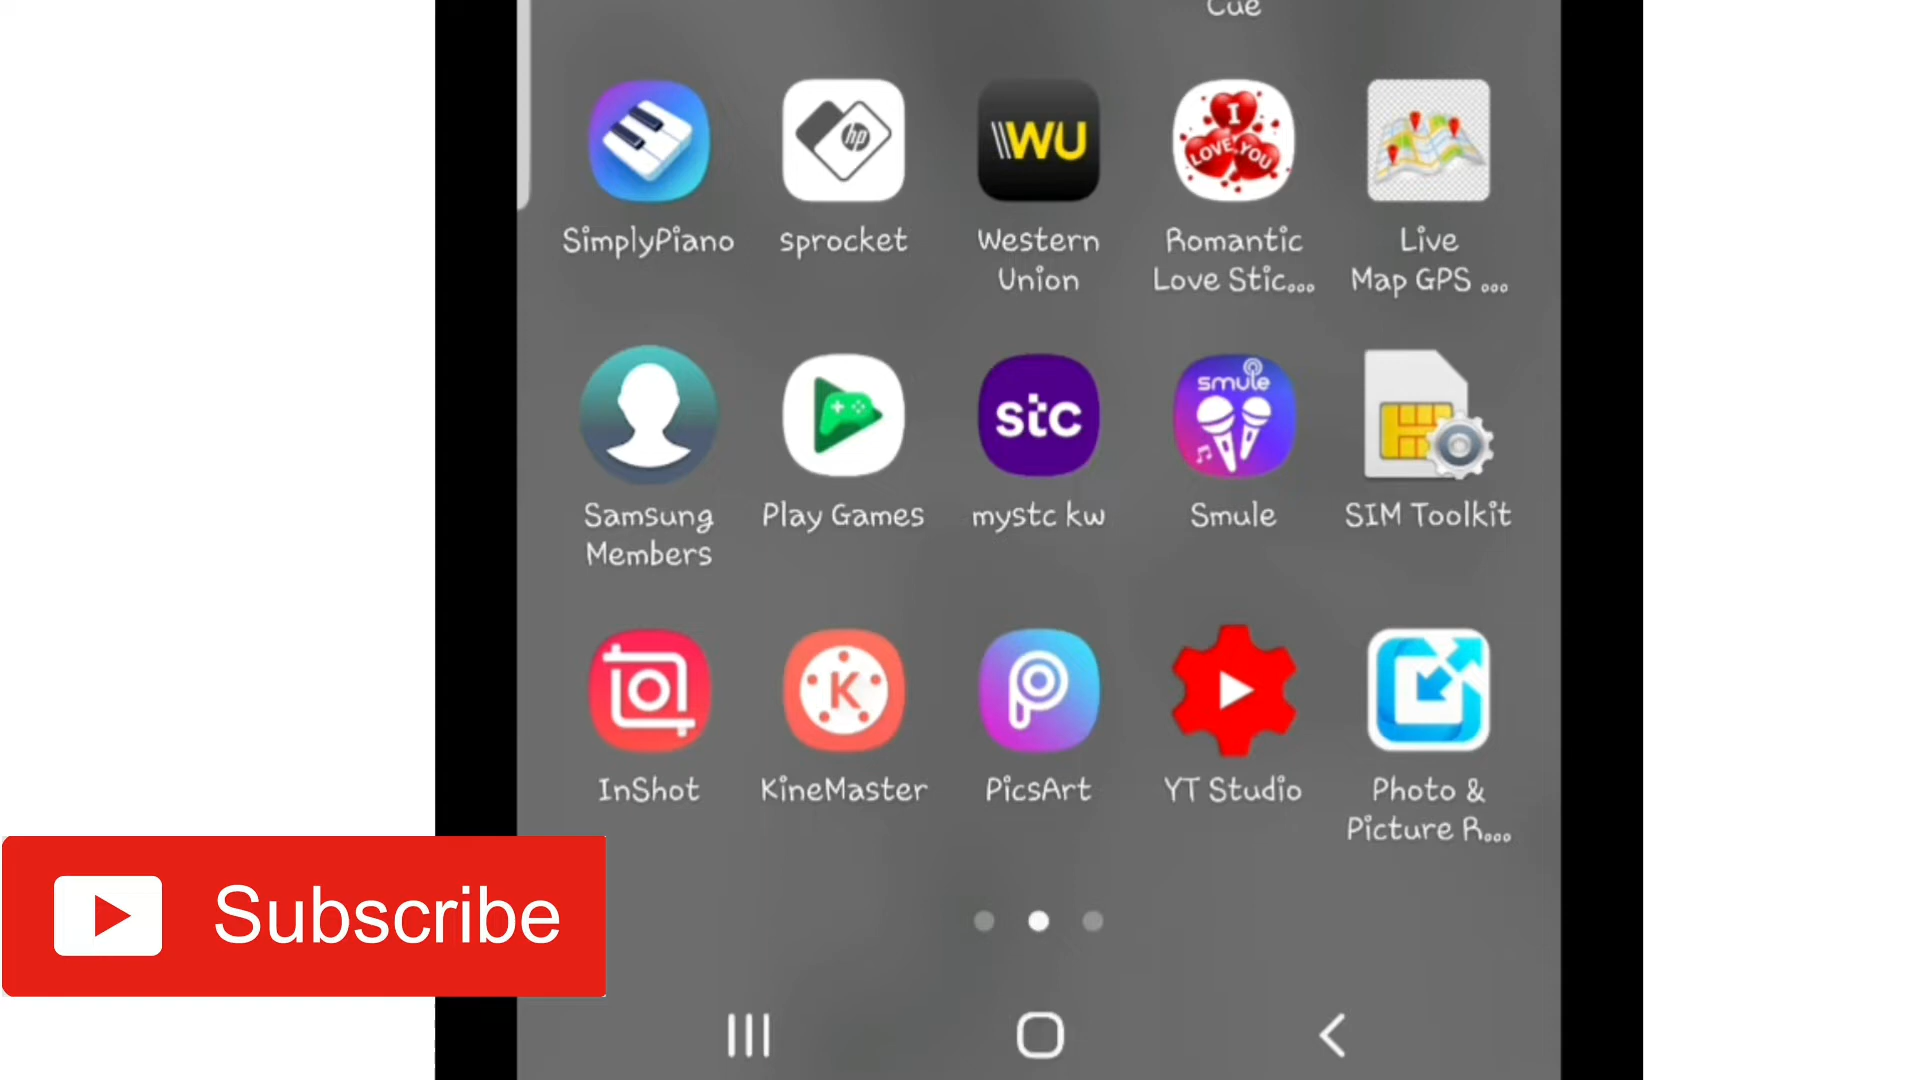 Cue
hp
WU
I
LOVE YOU
SimplyPiano
sprocket
Western
Union
Romantic
Love Stic...
Live
Map GPS ...
stc
smule
Samsung
Members
Play Games
mystc kw
Smule
SIM Toolkit
K
InShot
KineMaster
PicsArt
YT Studio
Photo &
Picture R...
Subscribe